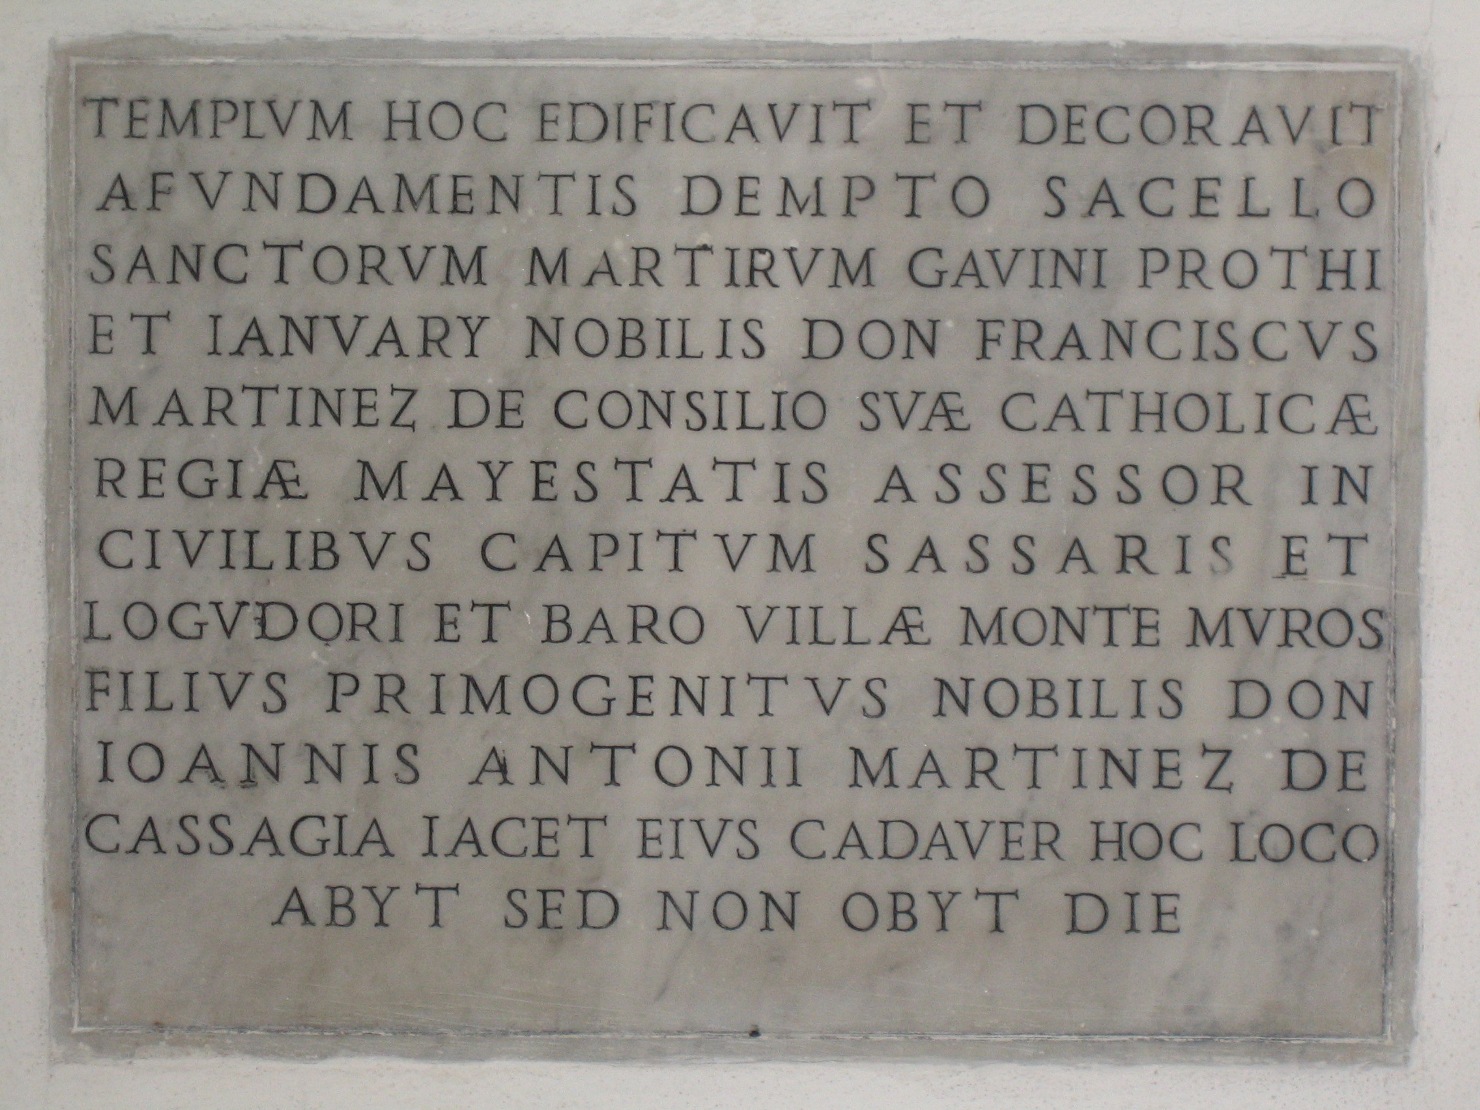 TEMPLVM HOC EDIFICAVIT ET DECORAVIT
AFVNDAMENTIS DEMPTO SACELLO
SANCTORVM MARTIRVM GAVINI PROTHI
ET IANVARY NOBILIS DON FRANCISCVS
MARTINEZ DE CONSILIO SVÆ CATHOLICÆ
REGIÆ MAYESTATIS ASSESSOR IN
CIVILIBVS CAPITVM SASSARIS ET
LOGVDORI ET BARO VILLÆ MONTE MVROS
FILIVS PRIMOGENITVS NOBILIS DON
IOANNIS ANTONII MARTINEZ DE
CASSAGIA IACET EIVS CADAVER HOC LOCO
ABYT SED NON OBYT DIE